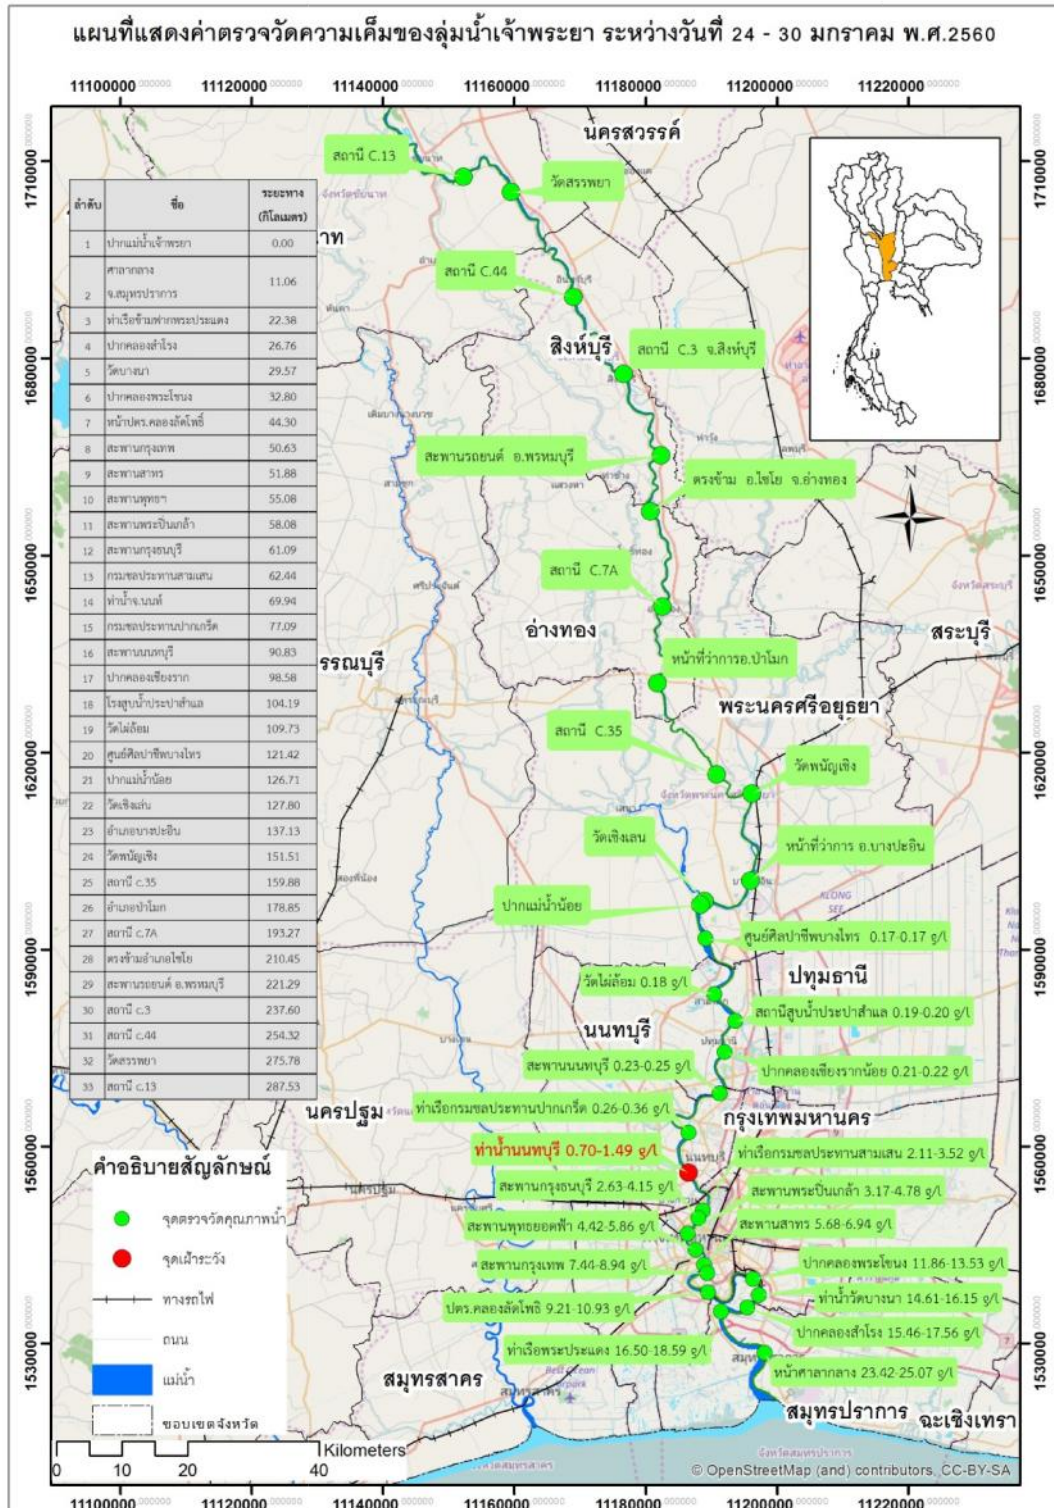 แผนที่แสดงค่าตรวจวัดความเค็มของลุ่มน้ำเจ้าพระยา ระหว่างวันที่ 24 - 30 มกราคม พ.ศ.2560
11100000 11120000 11140000 11160000 11180000 11200000 11220000
17100000
16800000
16500000
16200000
15900000
15600000
15300000
ลำดับ ชื่อ ระยะทาง (กิโลเมตร)
1 ปากแม่น้ำเจ้าพรยา 0.00
2 ศาลากลาง จ.สมุทรปราการ 11.06
3 ท่าเรือข้ามฟากพระประแดง 22.38
4 ปากคลองสำโรง 26.76
5 วัดบางนา 29.57
6 ปากคลองพระโขนง 32.80
7 หน้าปตร.คลองลัดโพธิ์ 44.30
8 สะพานกรุงเทพ 50.63
9 สะพานสาทร 51.88
10 สะพานพุทธฯ 55.08
11 สะพานพระปิ่นเกล้า 58.08
12 สะพานกรุงธนบุรี 61.09
13 กรมชลประทานสามเสน 62.44
14 ท่าน้ำจ.นนท์ 69.94
15 กรมชลประทานปากเกร็ด 77.09
16 สะพานนนทบุรี 90.83
17 ปากคลองเชียงราก 98.58
18 โรงสูบน้ำประปาสำแล 104.19
19 วัดไผ่ล้อม 109.73
20 ศูนย์ศิลปาชีพบางไทร 121.42
21 ปากแม่น้ำน้อย 126.71
22 วัดเชิงเล่น 127.80
23 อำเภอบางปะอิน 137.13
24 วัดพนัญเชิง 151.51
25 สถานี c.35 159.88
26 อำเภอป่าโมก 178.85
27 สถานี c.7A 193.27
28 ตรงข้ามอำเภอไชโย 210.45
29 สะพานรถยนต์ อ.พรหมบุรี 221.29
30 สถานี c.3 237.60
31 สถานี c.44 254.32
32 วัดสรรพยา 275.78
33 สถานี c.13 287.53
นครสวรรค์
สถานี C.13
วัดสรรพยา
าท
สถานี C.44
สิงห์บุรี
สถานี C.3 จ.สิงห์บุรี
สะพานรถยนต์ อ.พรหมบุรี
ตรงข้าม อ.ไชโย จ.อ่างทอง
สถานี C.7A
อ่างทอง
สระบุรี
รรณบุรี
หน้าที่ว่าการอ.ป่าโมก
พระนครศรีอยุธยา
สถานี C.35
วัดพนัญเชิง
วัดเชิงเลน
หน้าที่ว่าการ อ.บางปะอิน
ปากแม่น้ำน้อย
ศูนย์ศิลปาชีพบางไทร 0.17-0.17 g/l
ปทุมธานี
วัดไผ่ล้อม 0.18 g/l
สถานีสูบน้ำประปาสำแล 0.19-0.20 g/l
นนทบุรี
สะพานนนทบุรี 0.23-0.25 g/l
ปากคลองเชียงรากน้อย 0.21-0.22 g/l
ท่าเรือกรมชลประทานปากเกร็ด 0.26-0.36 g/l
นครปฐม
กรุงเทพมหานคร
ท่าน้ำนนทบุรี 0.70-1.49 g/l
ท่าเรือกรมชลประทานสามเสน 2.11-3.52 g/l
สะพานกรุงธนบุรี 2.63-4.15 g/l
สะพานพระปิ่นเกล้า 3.17-4.78 g/l
สะพานพุทธยอดฟ้า 4.42-5.86 g/l
สะพานสาทร 5.68-6.94 g/l
สะพานกรุงเทพ 7.44-8.94 g/l
ปากคลองพระโขนง 11.86-13.53 g/l
ปตร.คลองลัดโพธิ 9.21-10.93 g/l
ท่าน้ำวัดบางนา 14.61-16.15 g/l
ปากคลองสำโรง 15.46-17.56 g/l
ท่าเรือพระประแดง 16.50-18.59 g/l
หน้าศาลากลาง 23.42-25.07 g/l
สมุทรสาคร
สมุทรปราการ
ฉะเชิงเทรา
คำอธิบายสัญลักษณ์
จุดตรวจวัดคุณภาพน้ำ
จุดเฝ้าระวัง
ทางรถไฟ
ถนน
แม่น้ำ
ขอบเขตจังหวัด
Kilometers
0 10 20 40
N
© OpenStreetMap (and) contributors, CC-BY-SA
11100000 11120000 11140000 11160000 11180000 11200000 11220000